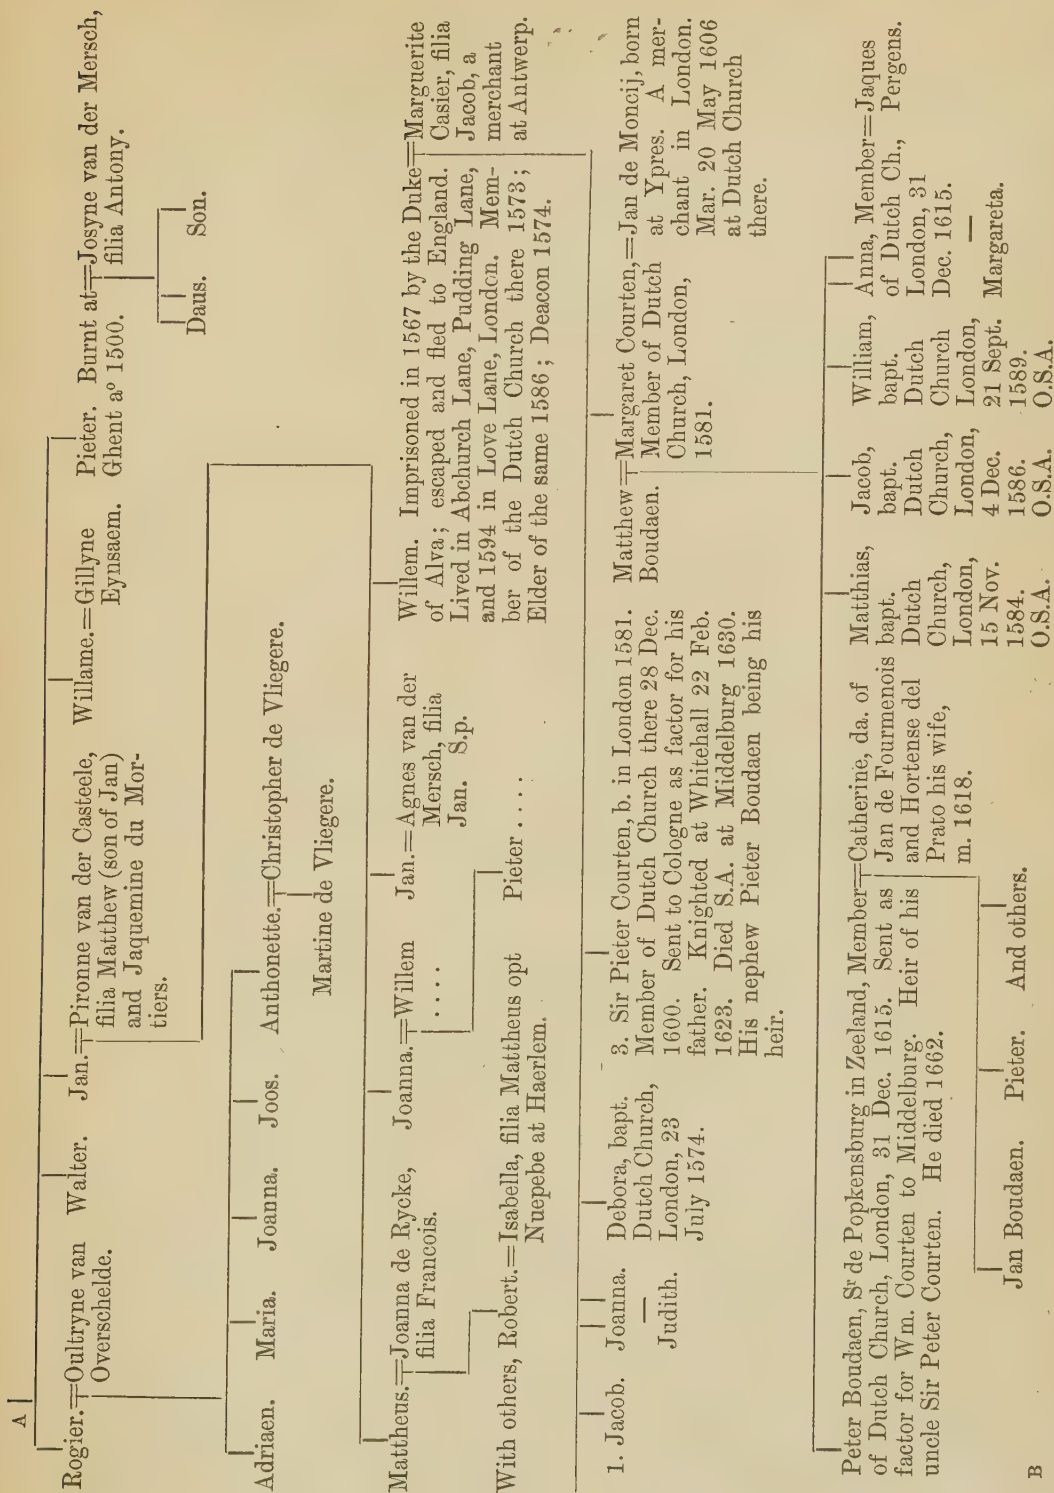 A
Rogier.=Oultryne van
Overschelde.
Walter.
Jan.=Pironne van der Casteele,
filia Matthew (son of Jan)
and Jaquemine du Mor-
tiers.
Willame.=Gillyne
Eynsaem.
Pieter. Burnt at=Josyne van der Mersch,
Ghent aº 1500. filia Antony.
Daus. Son.
Adriaen. Maria. Joanna. Joos. Anthonette.=Christopher de Vliegere.
Martine de Vliegere.
Mattheus.=Joanna de Rycke,
filia Francois.
Joanna.=Willem
....
Jan.=Agnes van der
Mersch, filia
Jan. S.p.
Willem. Imprisoned in 1567 by the Duke=Marguerite
of Alva; escaped and fled to England. Casier, filia
Lived in Abchurch Lane, Pudding Lane, Jacob, a
and 1594 in Love Lane, London. Mem- merchant
ber of the Dutch Church there 1573; at Antwerp.
Elder of the same 1586; Deacon 1574.
With others, Robert.=Isabella, filia Mattheus opt
Nuepebe at Haerlem.
Pieter ....
1. Jacob.
Joanna.
—
Judith.
Debora, bapt.
Dutch Church,
London, 23
July 1574.
3. Sir Pieter Courten, b. in London 1581.
Member of Dutch Church there 28 Dec.
1600. Sent to Cologne as factor for his
father. Knighted at Whitehall 22 Feb.
1623. Died S.A. at Middelburg 1630.
His nephew Pieter Boudaen being his
heir.
Matthew=Margaret Courten,=Jan de Moncij, born
Boudaen. Member of Dutch at Ypres. A mer-
Church, London, chant in London.
1581. Mar. 20 May 1606
at Dutch Church
there.
Peter Boudaen, Sr de Popkensburg in Zeeland, Member=Catherine, da. of
of Dutch Church, London, 31 Dec. 1615. Sent as Jan de Fourmenois
factor for Wm. Courten to Middelburg. Heir of his and Hortense del
uncle Sir Peter Courten. He died 1662. Prato his wife,
m. 1618.
Matthias,
bapt.
Dutch
Church,
London,
15 Nov.
1584.
O.S.A.
Jacob,
bapt.
Dutch
Church,
London,
4 Dec.
1586.
O.S.A.
William,
bapt.
Dutch
Church
London,
21 Sept.
1589.
O.S.A.
Anna, Member=Jaques
of Dutch Ch., Pergens.
London, 31
Dec. 1615.
—
Margareta.
Jan Boudaen. Pieter. And others.
B